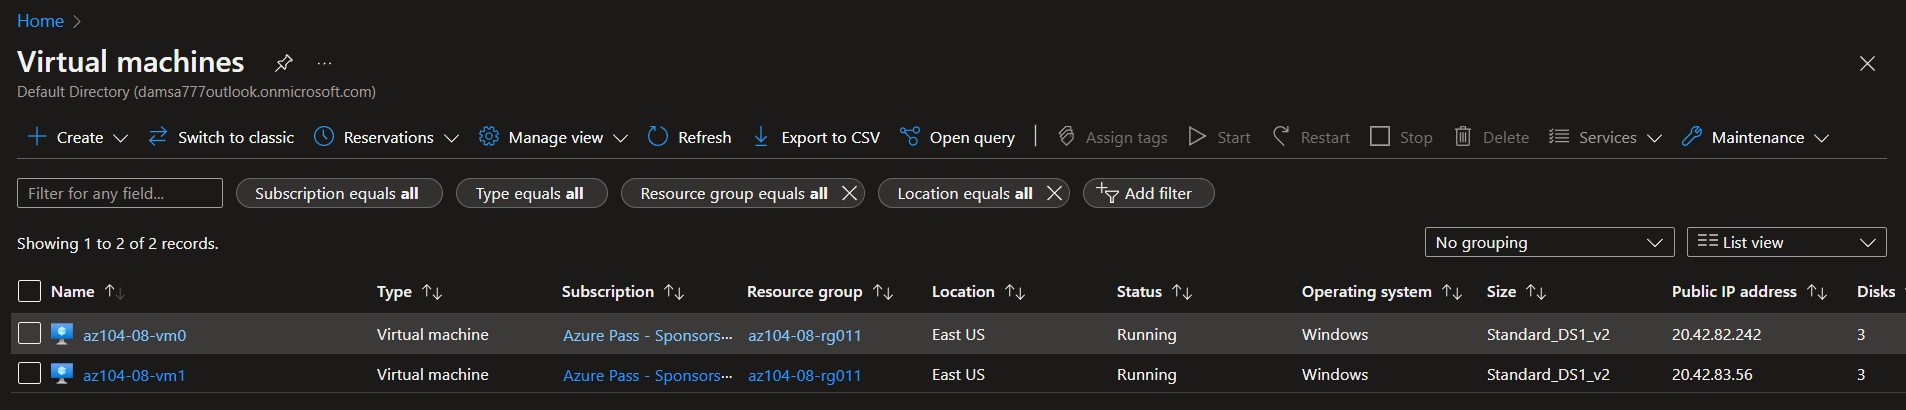 Home
Virtual machines
Default Directory (damsa777outlook.onmicrosoft.com)
Create Switch to classic Reservations Manage view Refresh Export to CSV Open query Assign tags Start Restart Stop Delete Services Maintenance
Filter for any field... Subscription equals all Type equals all Resource group equals all Location equals all Add filter
Showing 1 to 2 of 2 records. No grouping List view
Name Type Subscription Resource group Location Status Operating system Size Public IP address Disks
az104-08-vm0 Virtual machine Azure Pass - Sponsors... az104-08-rg011 East US Running Windows Standard_DS1_v2 20.42.82.242 3
az104-08-vm1 Virtual machine Azure Pass - Sponsors... az104-08-rg011 East US Running Windows Standard_DS1_v2 20.42.83.56 3